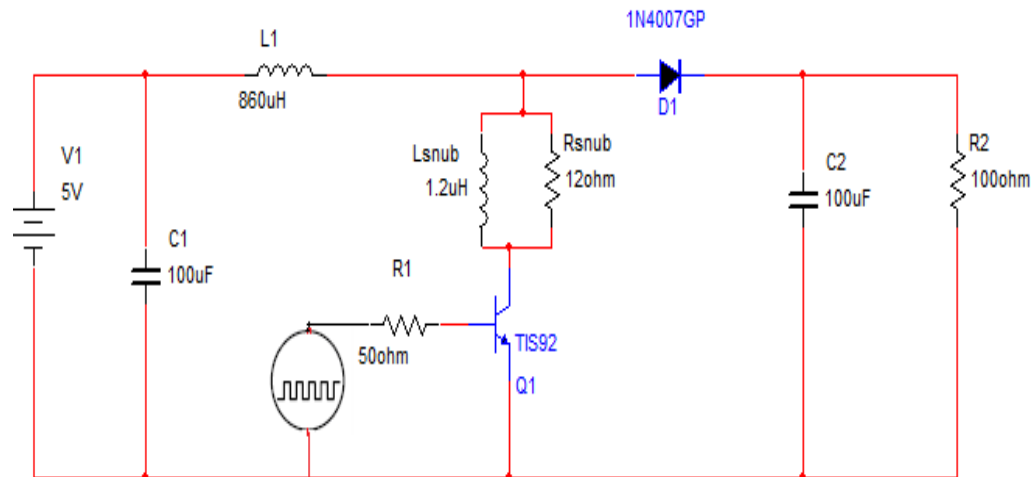 1N4007GP
L1
860uH
D1
Lsnub
1.2uH
Rsnub
12ohm
V1
5V
C2
100uF
R2
100ohm
C1
100uF
R1
50ohm
TIS92
Q1